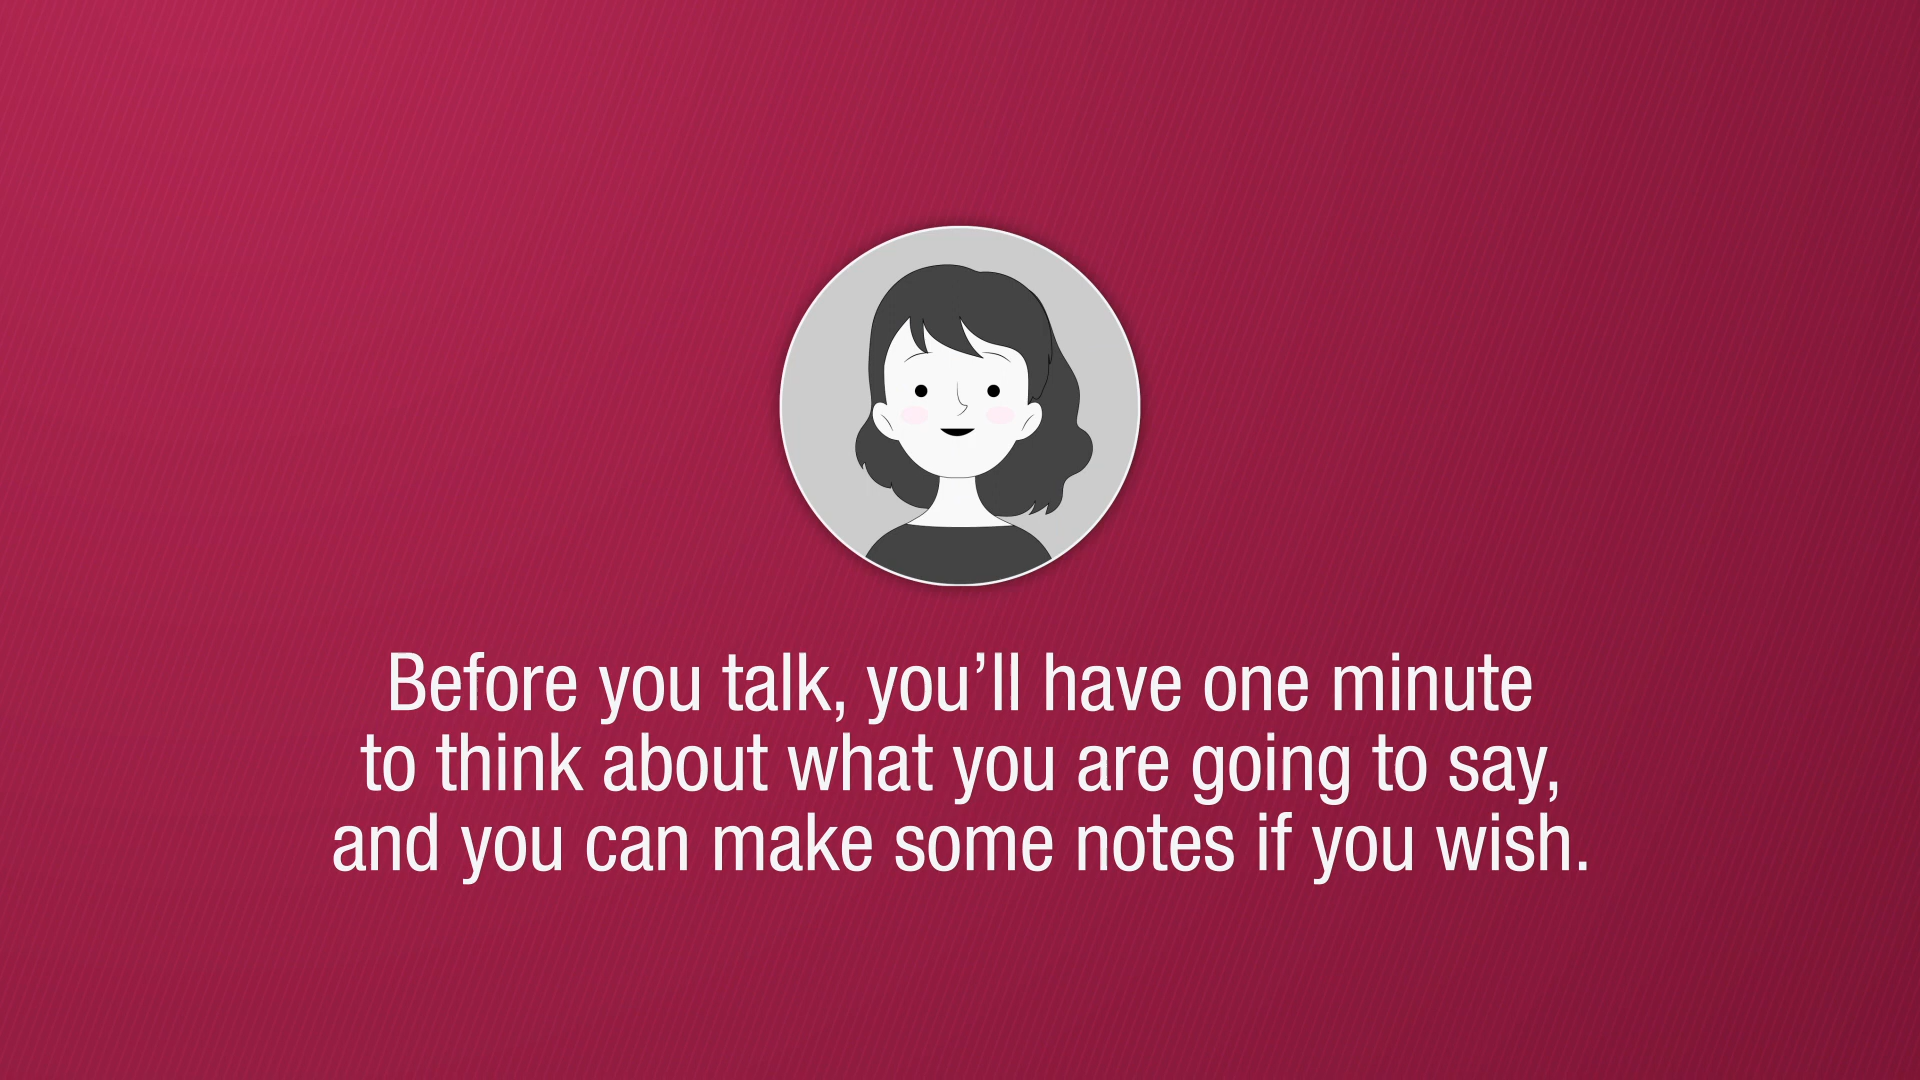 Before you talk, you’ll have one minute
to think about what you are going to say,
and you can make some notes if you wish.